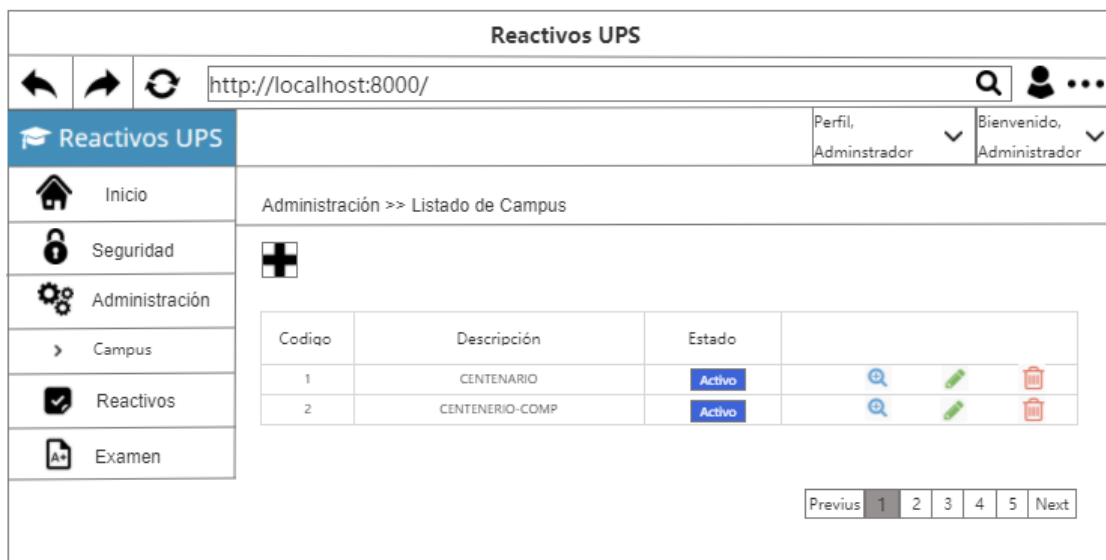 Reactivos UPS
http://localhost:8000/
Reactivos UPS
Perfil,
Adminstrador
Bienvenido,
Administrador
Inicio
Seguridad
Administración
Campus
Reactivos
A+
Examen
Administración >> Listado de Campus
Codigo Descripción Estado
1 CENTENARIO Activo
2 CENTENERIO-COMP Activo
Previus 1 2 3 4 5 Next